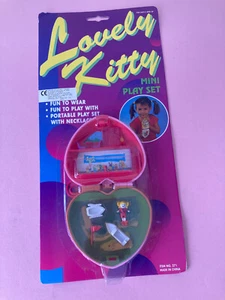 Lovely
Kitty
MINI
PLAY SET
• FUN TO WEAR
• FUN TO PLAY WITH
• PORTABLE PLAY SET
WITH NECKLACE
MADE IN CHINA